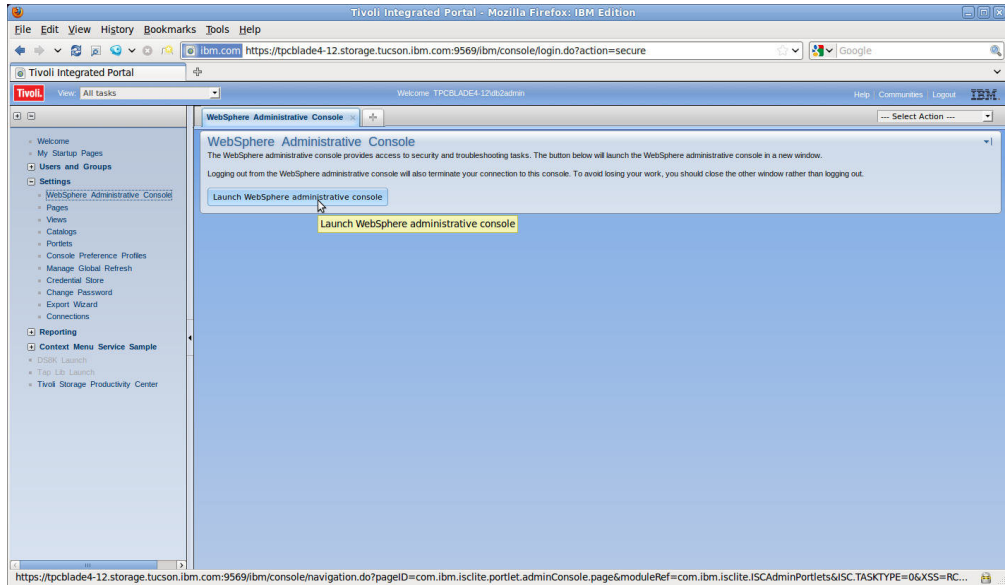 Tivoli Integrated Portal - Mozilla Firefox: IBM Edition
File Edit View History Bookmarks Tools Help
ibm.com https://tpcblade4-12.storage.tucson.ibm.com:9569/ibm/console/login.do?action=secure
Google
Tivoli Integrated Portal
Tivoli. View: All tasks
Welcome TPCBLADE4-12\db2admin
Help Communities Logout IBM.
WebSphere Administrative Console
--- Select Action ---
Welcome
My Startup Pages
Users and Groups
Settings
WebSphere Administrative Console
Pages
Views
Catalogs
Portlets
Console Preference Profiles
Manage Global Refresh
Credential Store
Change Password
Export Wizard
Connections
Reporting
Context Menu Service Sample
DS8K Launch
Tap Lib Launch
Tivoli Storage Productivity Center
WebSphere Administrative Console
The WebSphere administrative console provides access to security and troubleshooting tasks. The button below will launch the WebSphere administrative console in a new window.
Logging out from the WebSphere administrative console will also terminate your connection to this console. To avoid losing your work, you should close the other window rather than logging out.
Launch WebSphere administrative console
Launch WebSphere administrative console
https://tpcblade4-12.storage.tucson.ibm.com:9569/ibm/console/navigation.do?pageID=com.ibm.isclite.portlet.adminConsole.page&moduleRef=com.ibm.isclite.ISCAdminPortlets&ISC.TASKTYPE=0&XSS=RC...